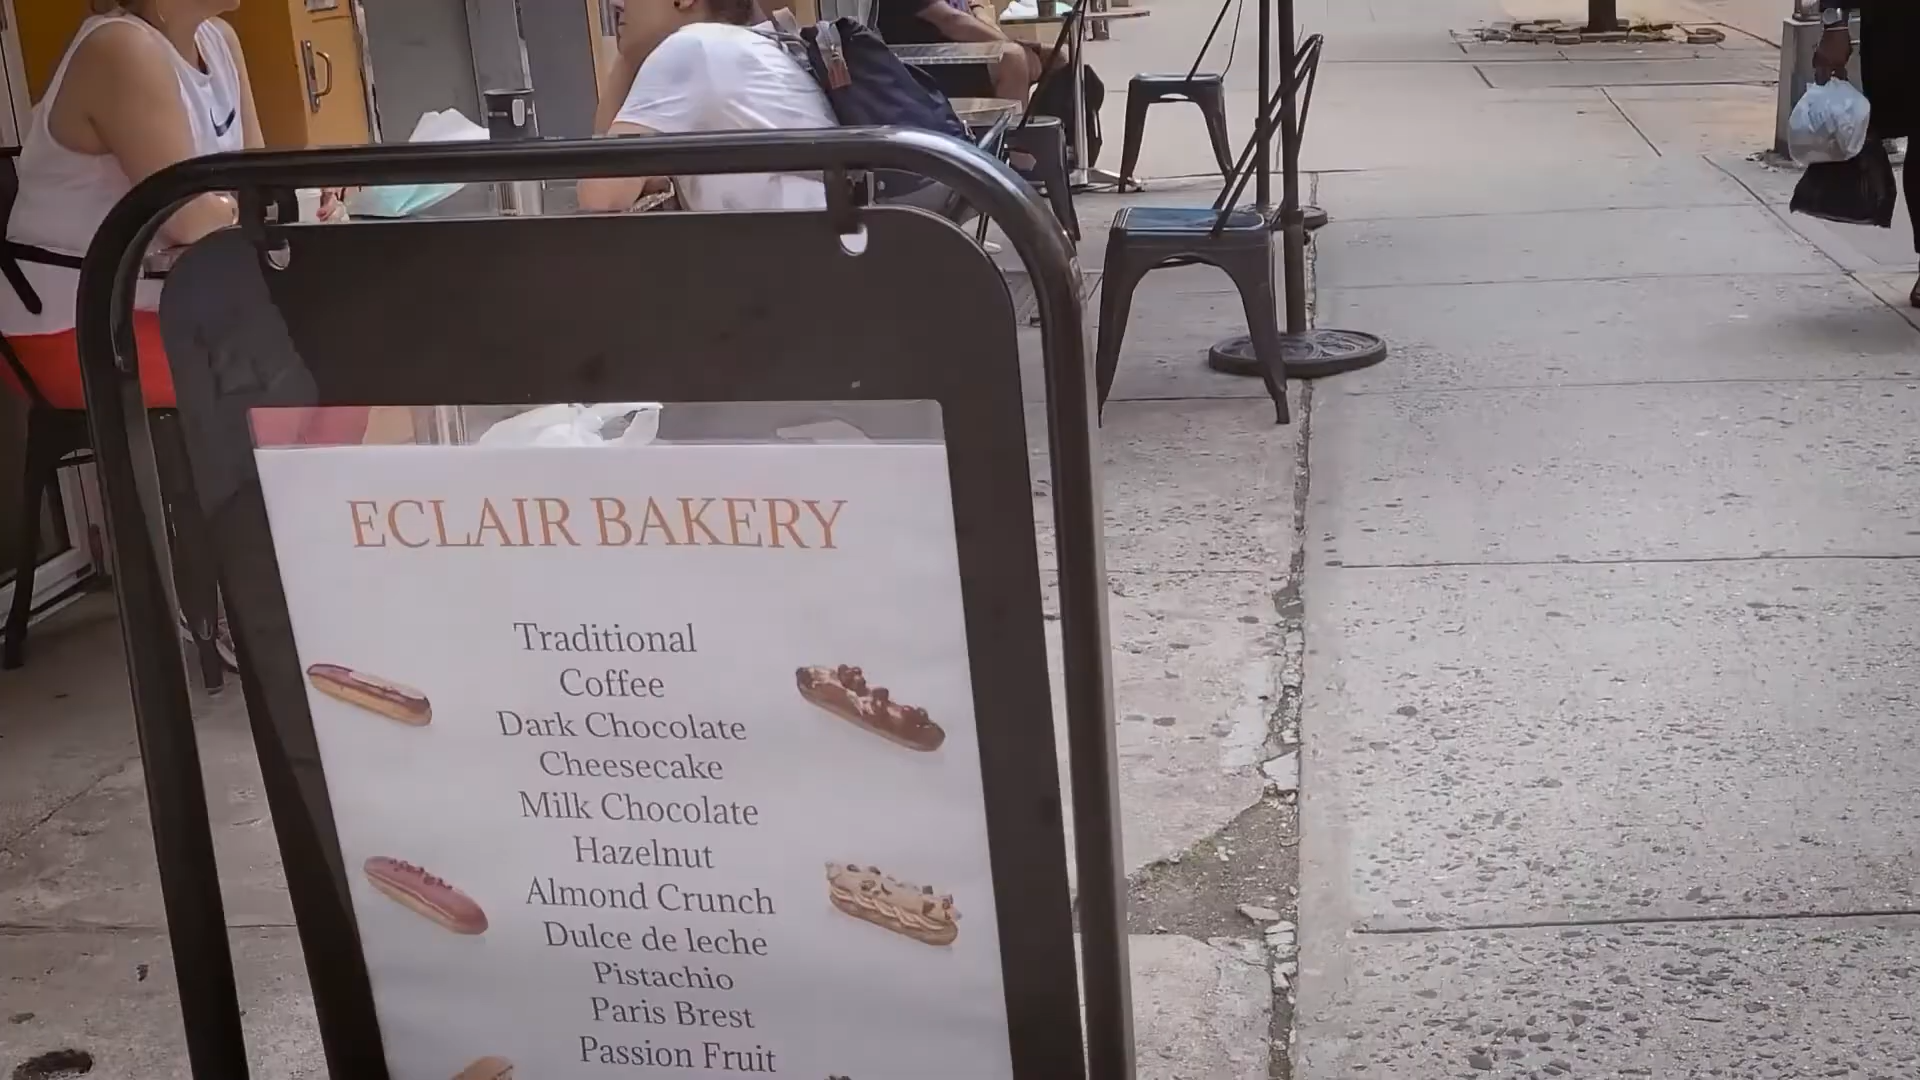 ECLAIR BAKERY
Traditional
Coffee
Dark Chocolate
Cheesecake
Milk Chocolate
Hazelnut
Almond Crunch
Dulce de leche
Pistachio
Paris Brest
Passion Fruit